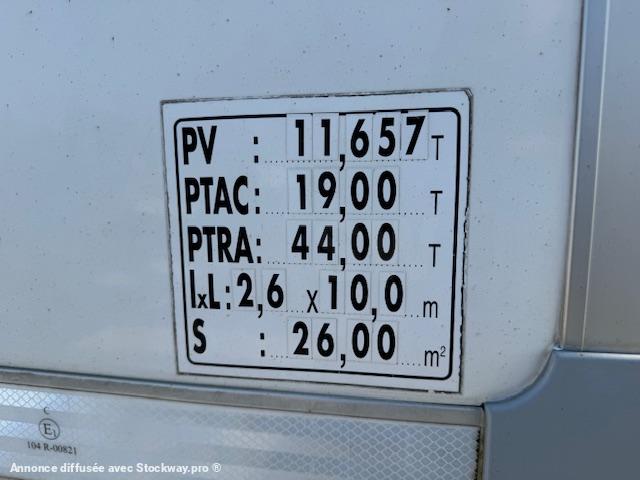 PV : 11,657 T
PTAC : 19,00 T
PTRA : 44,00 T
lxL : 2,6 x 10,0 m
S : 26,00 m²
C
E1
104 R-00821
Annonce diffusée avec Stockway.pro ®